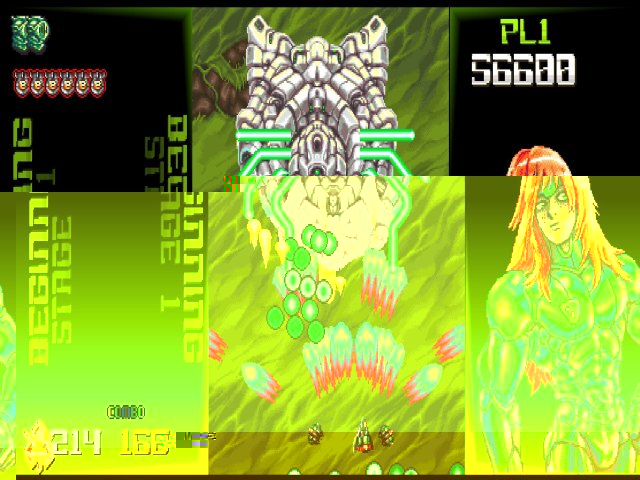 PL1
56600
BEGINNING
STAGE 1
BEGINNING
STAGE 1
COMBO
214 166